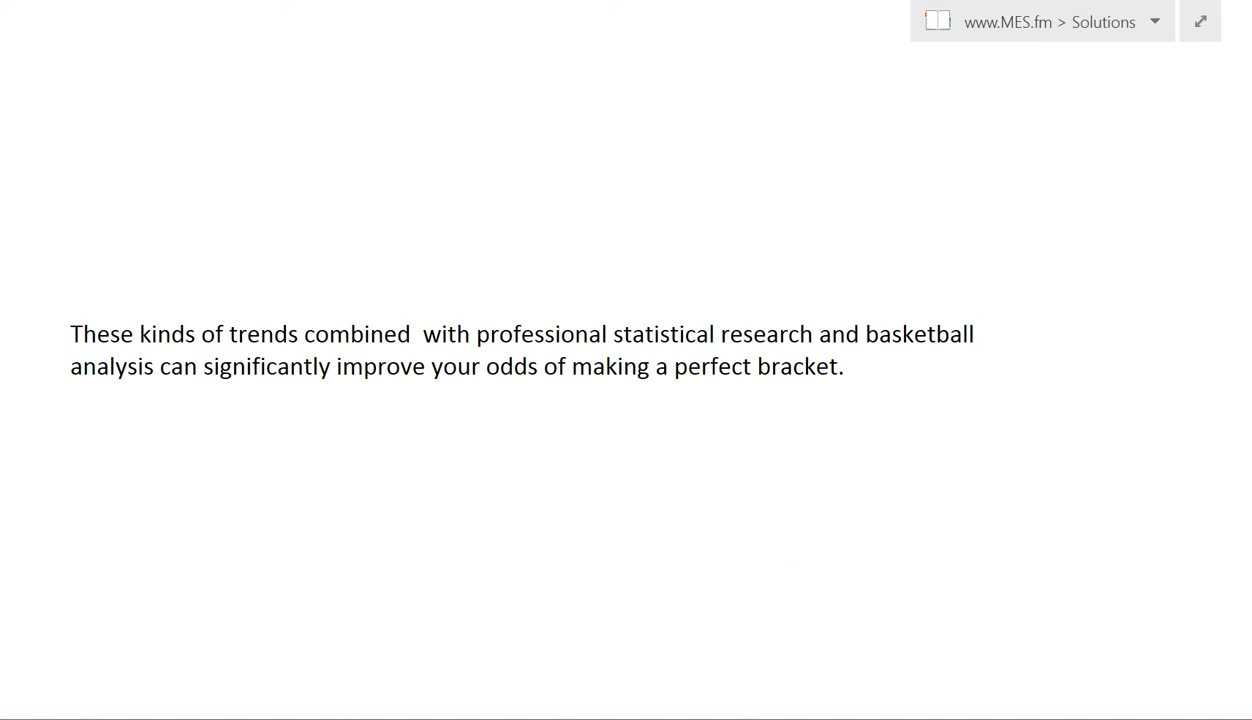 www.MES.fm > Solutions
These kinds of trends combined  with professional statistical research and basketball
analysis can significantly improve your odds of making a perfect bracket.